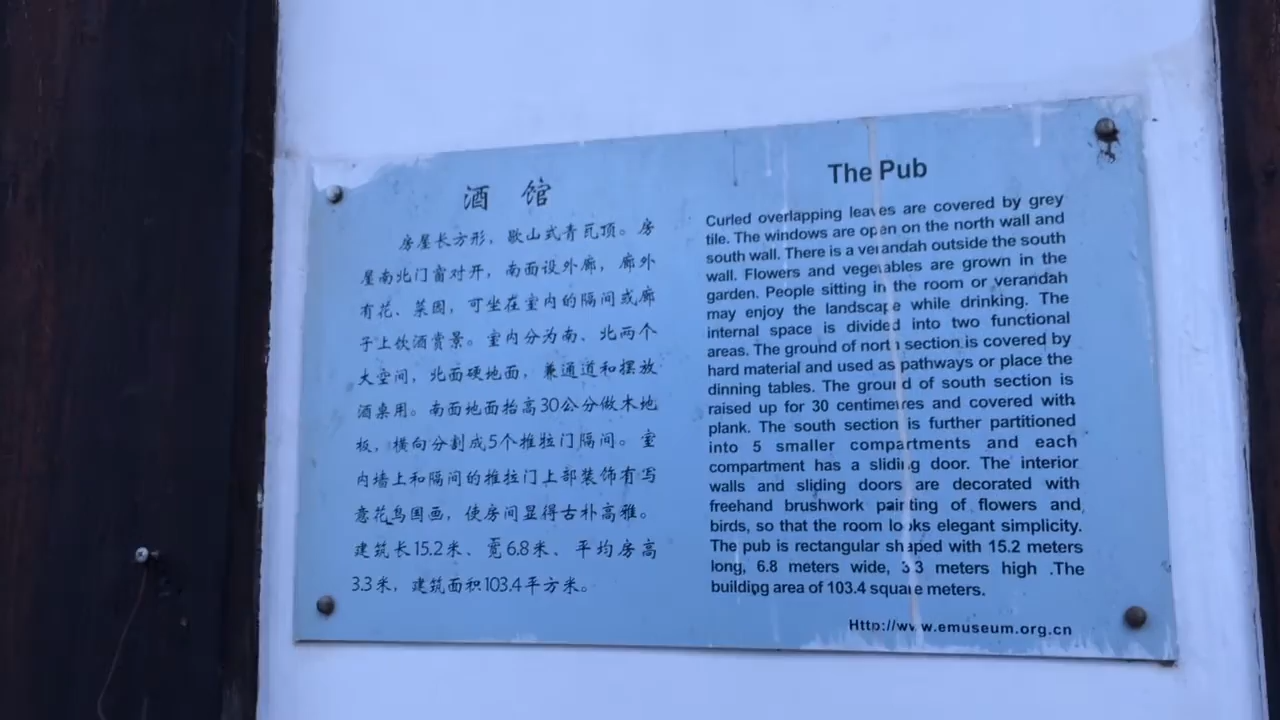 酒 馆
房屋长方形，歇山式青瓦顶。房
屋南北门窗对开，南面设外廊，廊外
有花、菜园，可坐在室内的隔间或廊
子上饮酒赏景。室内分为南、北两个
大空间，北面硬地面，兼通道和摆放
酒桌用。南面地面抬高30公分做木地
板，横向分割成5个推拉门隔间。室
内墙上和隔间的推拉门上部装饰有写
意花鸟国画，使房间显得古朴高雅。
建筑长15.2米、宽6.8米、平均房高
3.3米，建筑面积103.4平方米。
The Pub
Curled overlapping leaves are covered by grey
tile. The windows are open on the north wall and
south wall. There is a verandah outside the south
wall. Flowers and vegetables are grown in the
garden. People sitting in the room or verandah
may enjoy the landscape while drinking. The
internal space is divided into two functional
areas. The ground of north section is covered by
hard material and used as pathways or place the
dinning tables. The ground of south section is
raised up for 30 centimetres and covered with
plank. The south section is further partitioned
into 5 smaller compartments and each
compartment has a sliding door. The interior
walls and sliding doors are decorated with
freehand brushwork painting of flowers and
birds, so that the room looks elegant simplicity.
The pub is rectangular shaped with 15.2 meters
long, 6.8 meters wide, 3.3 meters high .The
building area of 103.4 square meters.
Http://www.emuseum.org.cn